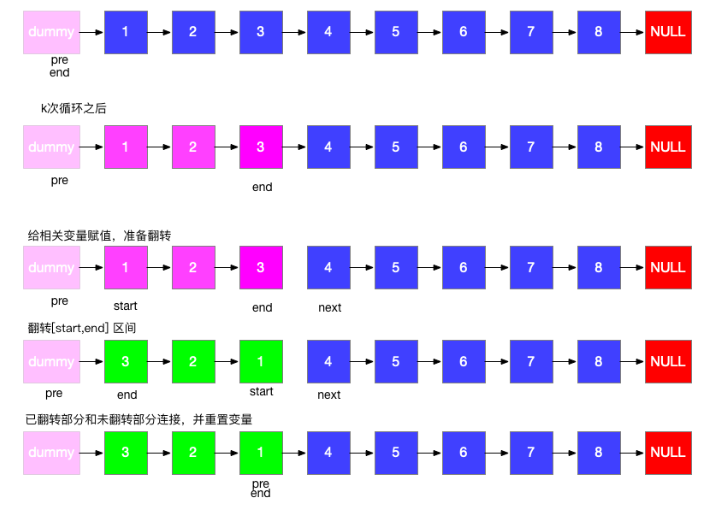 dummy 1 2 3 4 5 6 7 8 NULL
pre
end
k次循环之后
dummy 1 2 3 4 5 6 7 8 NULL
pre end
给相关变量赋值，准备翻转
dummy 1 2 3 4 5 6 7 8 NULL
pre start end next
翻转[start,end] 区间
dummy 3 2 1 4 5 6 7 8 NULL
pre end start next
已翻转部分和未翻转部分连接，并重置变量
dummy 3 2 1 4 5 6 7 8 NULL
pre
end